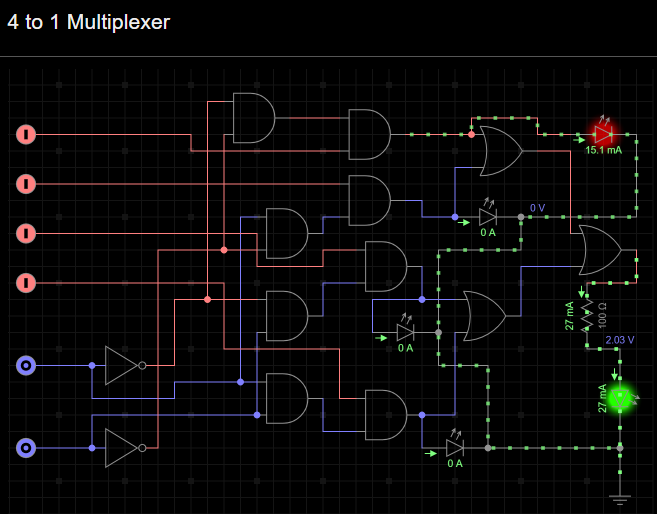 4 to 1 Multiplexer
15.1 mA
0 V
0 A
27 mA
100 Ω
0 A
2.03 V
27 mA
0 A